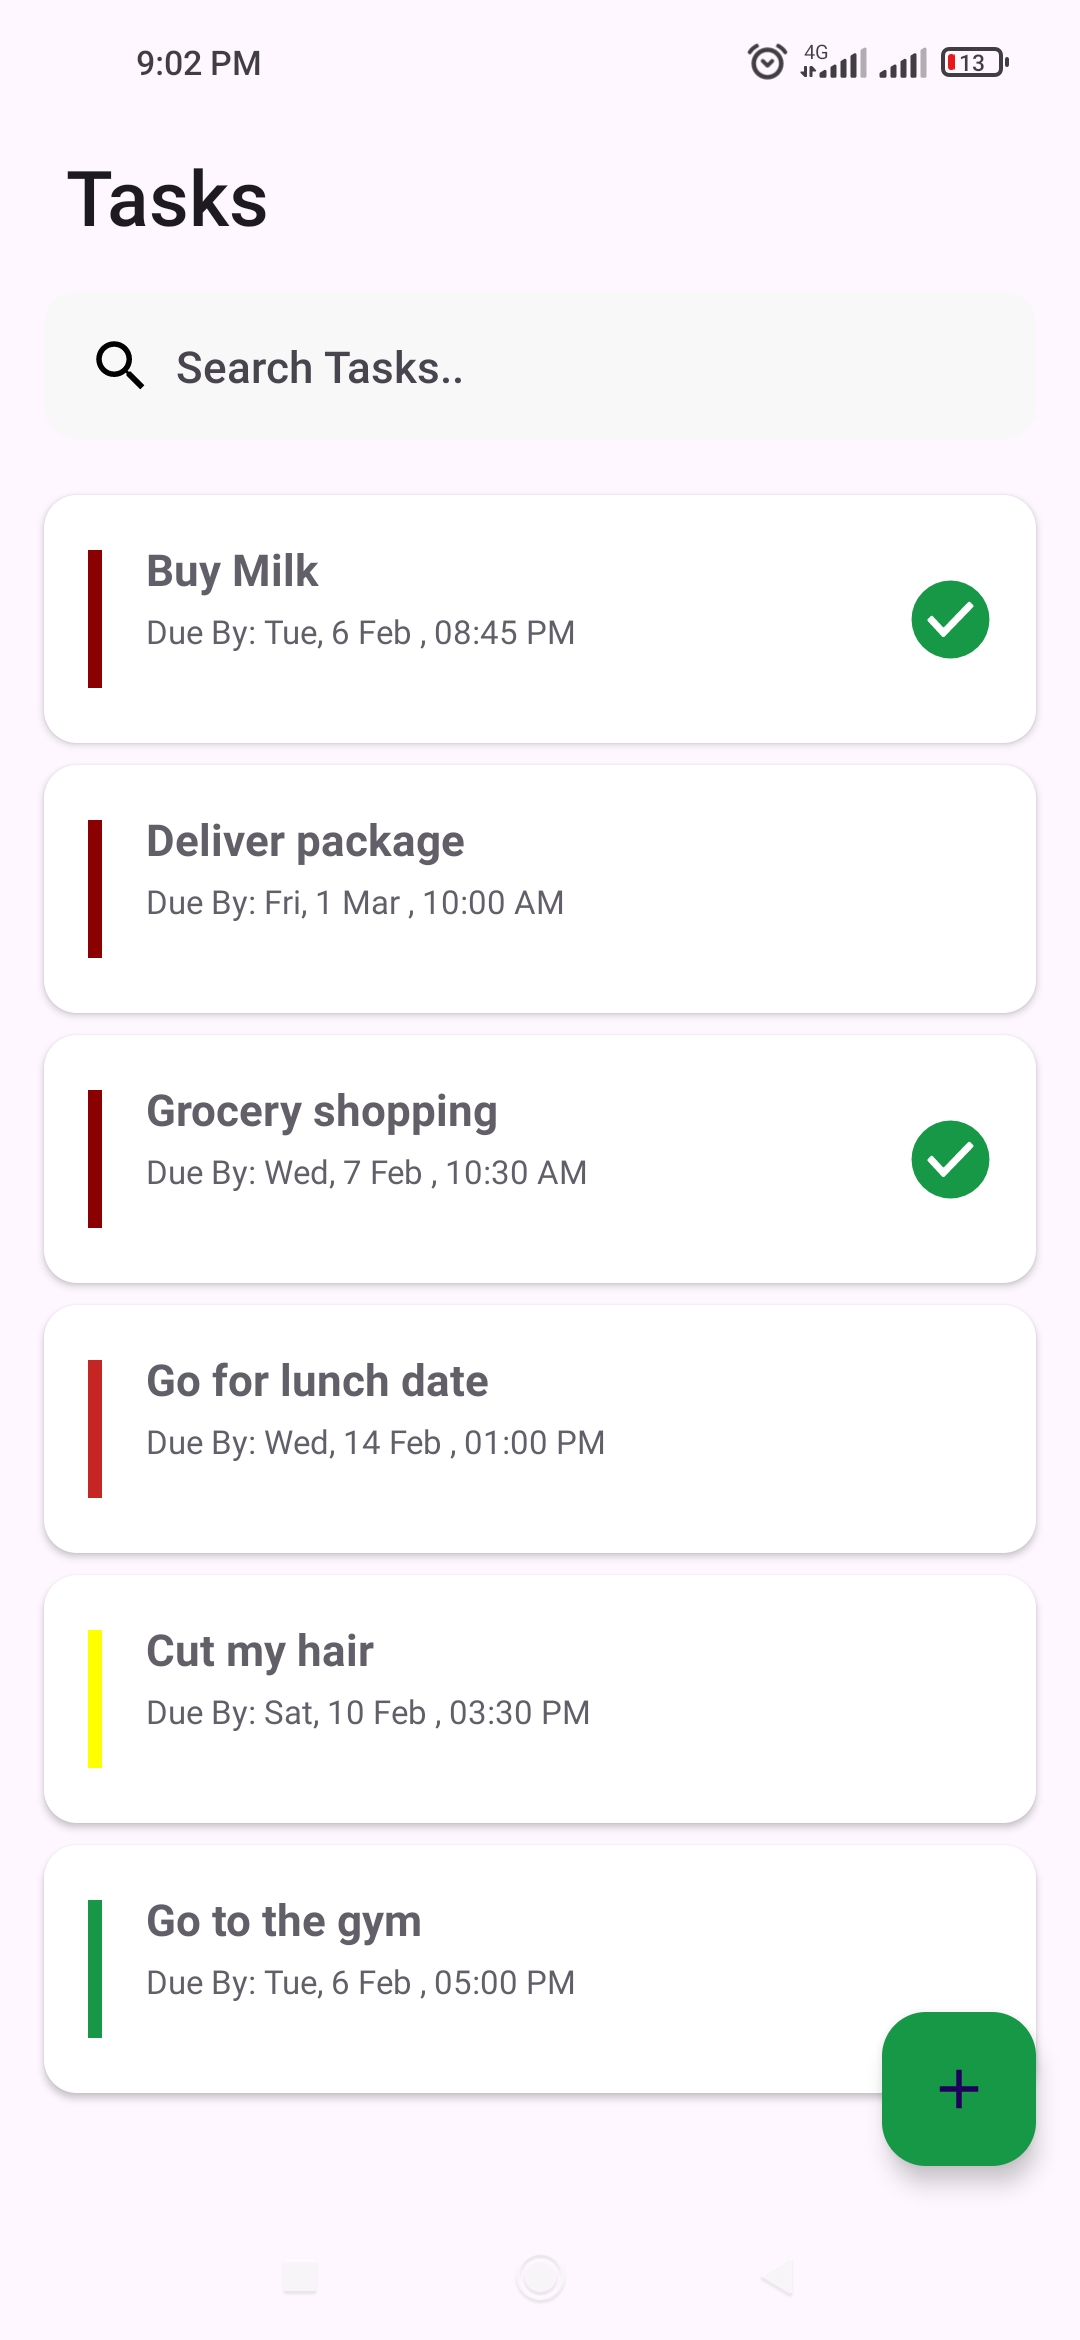 9:02 PM
4G
13
Tasks
Search Tasks..
Buy Milk
Due By: Tue, 6 Feb , 08:45 PM
Deliver package
Due By: Fri, 1 Mar , 10:00 AM
Grocery shopping
Due By: Wed, 7 Feb , 10:30 AM
Go for lunch date
Due By: Wed, 14 Feb , 01:00 PM
Cut my hair
Due By: Sat, 10 Feb , 03:30 PM
Go to the gym
Due By: Tue, 6 Feb , 05:00 PM